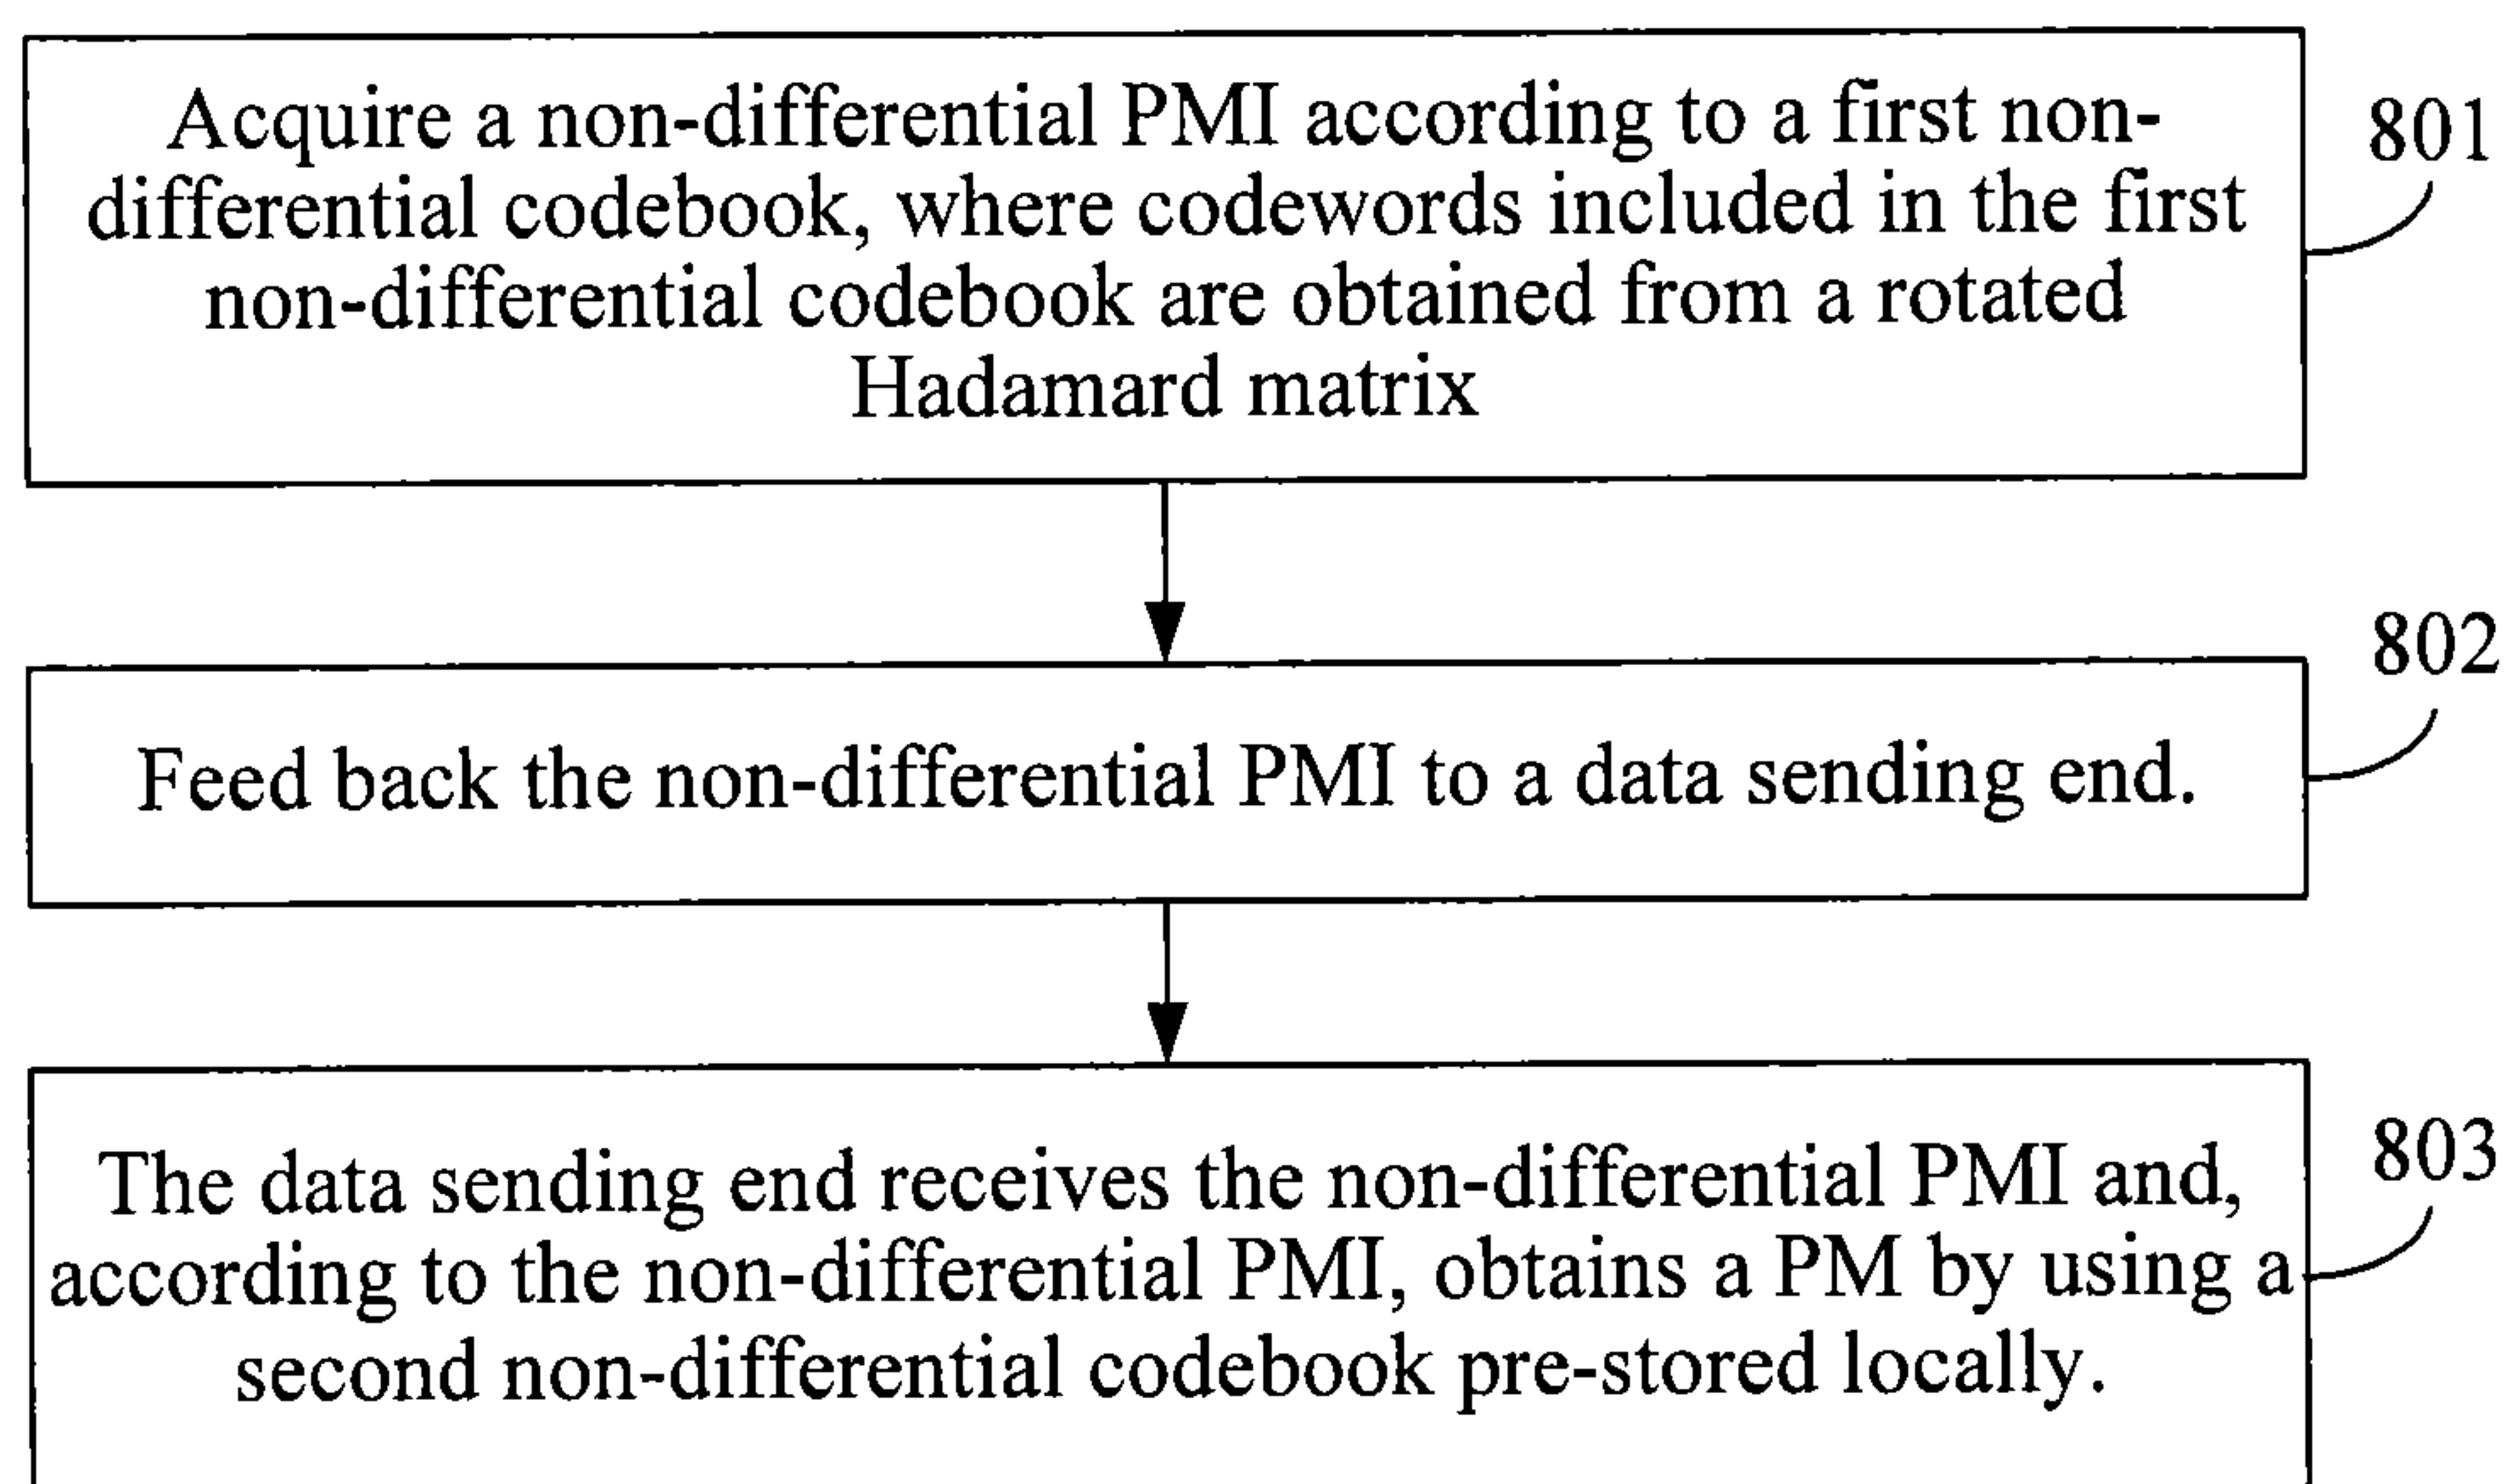 Acquire a non-differential PMI according to a first non-
differential codebook, where codewords included in the first
non-differential codebook are obtained from a rotated
Hadamard matrix
801
Feed back the non-differential PMI to a data sending end.
802
The data sending end receives the non-differential PMI and,
according to the non-differential PMI, obtains a PM by using a
second non-differential codebook pre-stored locally.
803